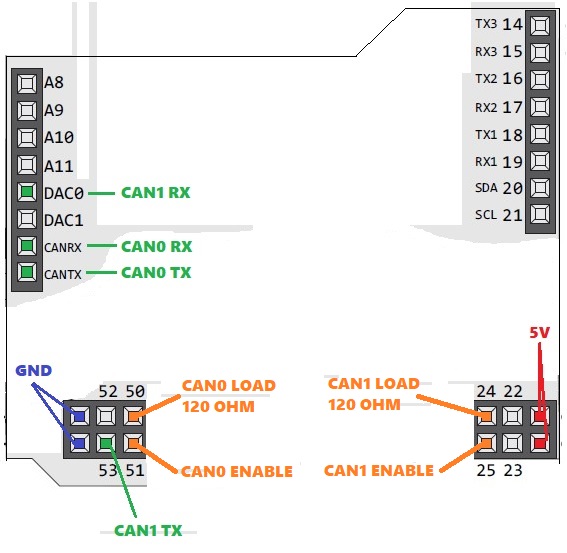 TX3 14
RX3 15
TX2 16
RX2 17
TX1 18
RX1 19
SDA 20
SCL 21
A8
A9
A10
A11
DAC0
CAN1 RX
DAC1
CANRX
CAN0 RX
CANTX
CAN0 TX
5V
GND
52 50
CAN0 LOAD
120 OHM
CAN1 LOAD
120 OHM
24 22
53 51
CAN0 ENABLE
CAN1 ENABLE
25 23
CAN1 TX